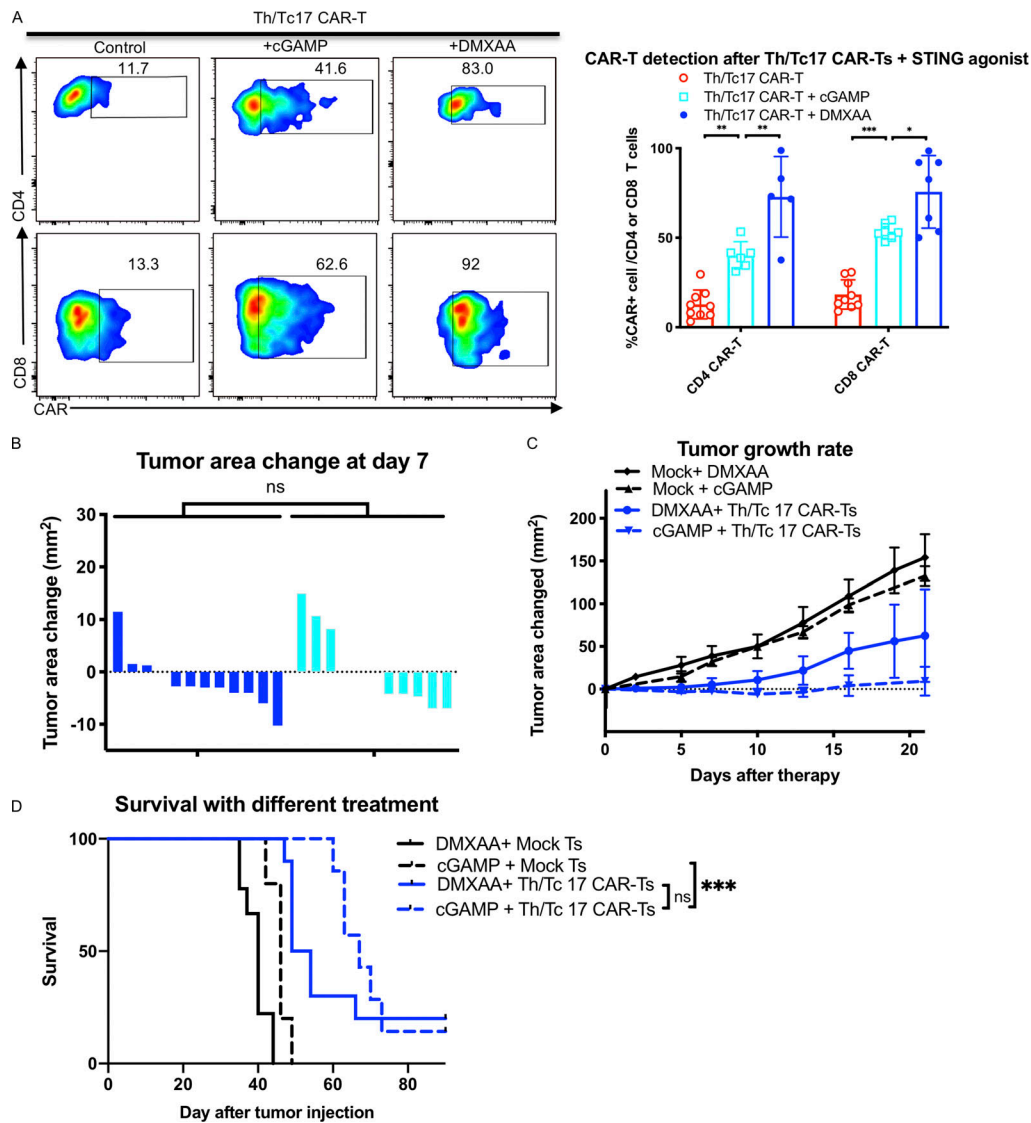 A
Th/Tc17 CAR-T
Control
+cGAMP
+DMXAA
11.7
41.6
83.0
CD4
13.3
62.6
92
CD8
CAR
CAR-T detection after Th/Tc17 CAR-Ts + STING agonist
Th/Tc17 CAR-T
Th/Tc17 CAR-T + cGAMP
Th/Tc17 CAR-T + DMXAA
** ** *** *
%CAR+ cell /CD4 or CD8 T cells
100
50
0
CD4 CAR-T
CD8 CAR-T
B
Tumor area change at day 7
ns
Tumor area change (mm²)
30
20
10
0
-10
C
Tumor growth rate
Mock+ DMXAA
Mock + cGAMP
DMXAA+ Th/Tc 17 CAR-Ts
cGAMP + Th/Tc 17 CAR-Ts
Tumor area changed (mm²)
200
150
100
50
0
0 5 10 15 20
Days after therapy
D
Survival with different treatment
DMXAA+ Mock Ts
cGAMP + Mock Ts
DMXAA+ Th/Tc 17 CAR-Ts
cGAMP + Th/Tc 17 CAR-Ts
ns
***
Survival
100
50
0
0 20 40 60 80
Day after tumor injection